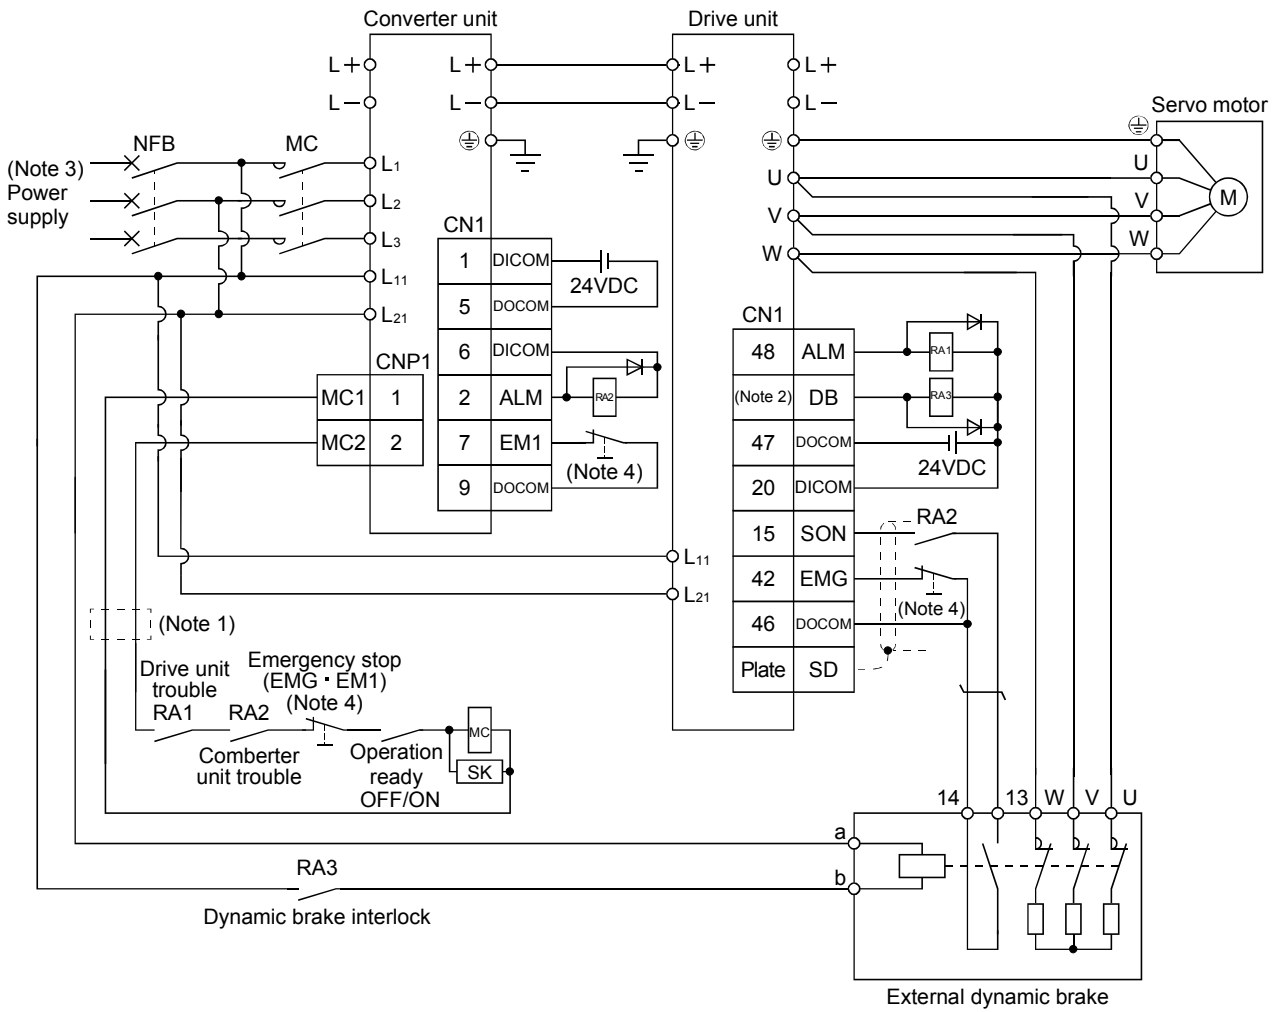 Converter unit
Drive unit
L+ L+ L+ L+
L− L− L− L−
Servo motor
NFB MC
(Note 3)
Power
supply
L1
L2
L3
L11
L21
U
V
W
U
V
W
M
CN1
1 DICOM
5 DOCOM
6 DICOM
2 ALM
7 EM1
9 DOCOM
24VDC
RA2
(Note 4)
CNP1
MC1 1
MC2 2
CN1
48 ALM
(Note 2) DB
47 DOCOM
20 DICOM
15 SON
42 EMG
46 DOCOM
Plate SD
RA1
RA3
24VDC
RA2
(Note 4)
L11
L21
(Note 1)
Drive unit
trouble
RA1
RA2
Comberter
unit trouble
Emergency stop
(EMG・EM1)
(Note 4)
Operation
ready
OFF/ON
MC
SK
14 13 W V U
a
b
RA3
Dynamic brake interlock
External dynamic brake